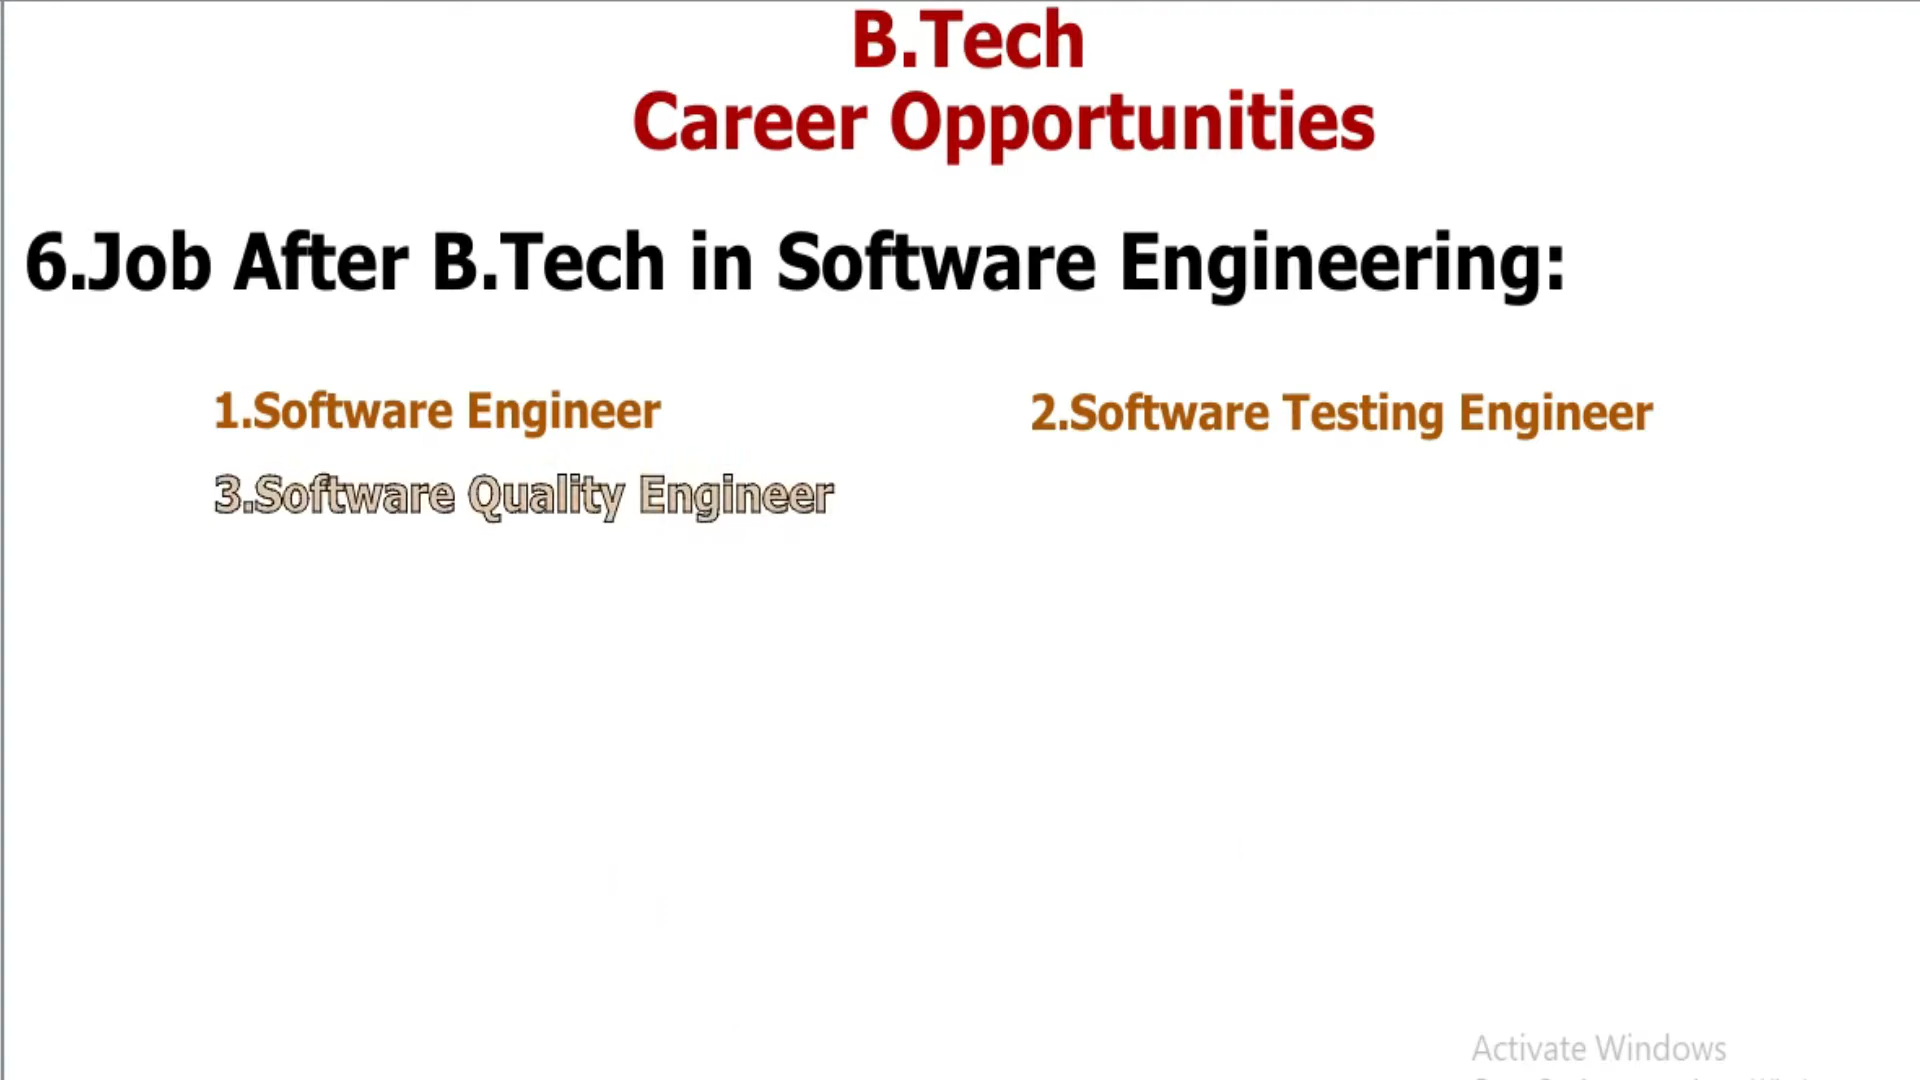 B.Tech
Career Opportunities
6.Job After B.Tech in Software Engineering:
1.Software Engineer
2.Software Testing Engineer
3.Software Quality Engineer
Activate Windows